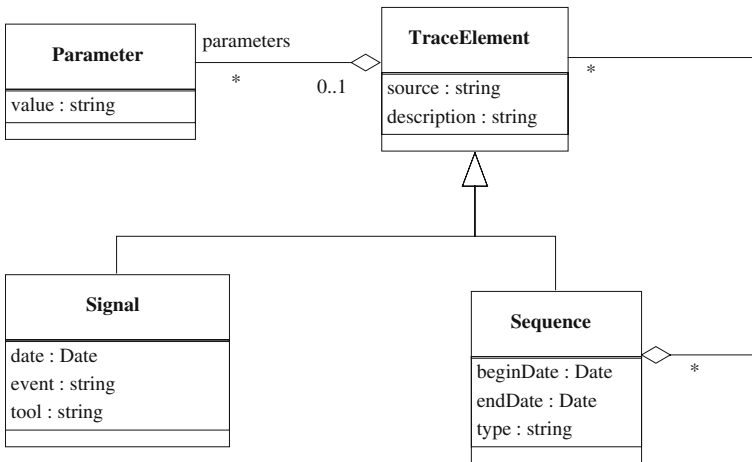 Parameter
value : string
parameters
*
0..1
TraceElement
source : string
description : string
*
Signal
date : Date
event : string
tool : string
Sequence
beginDate : Date
endDate : Date
type : string
*